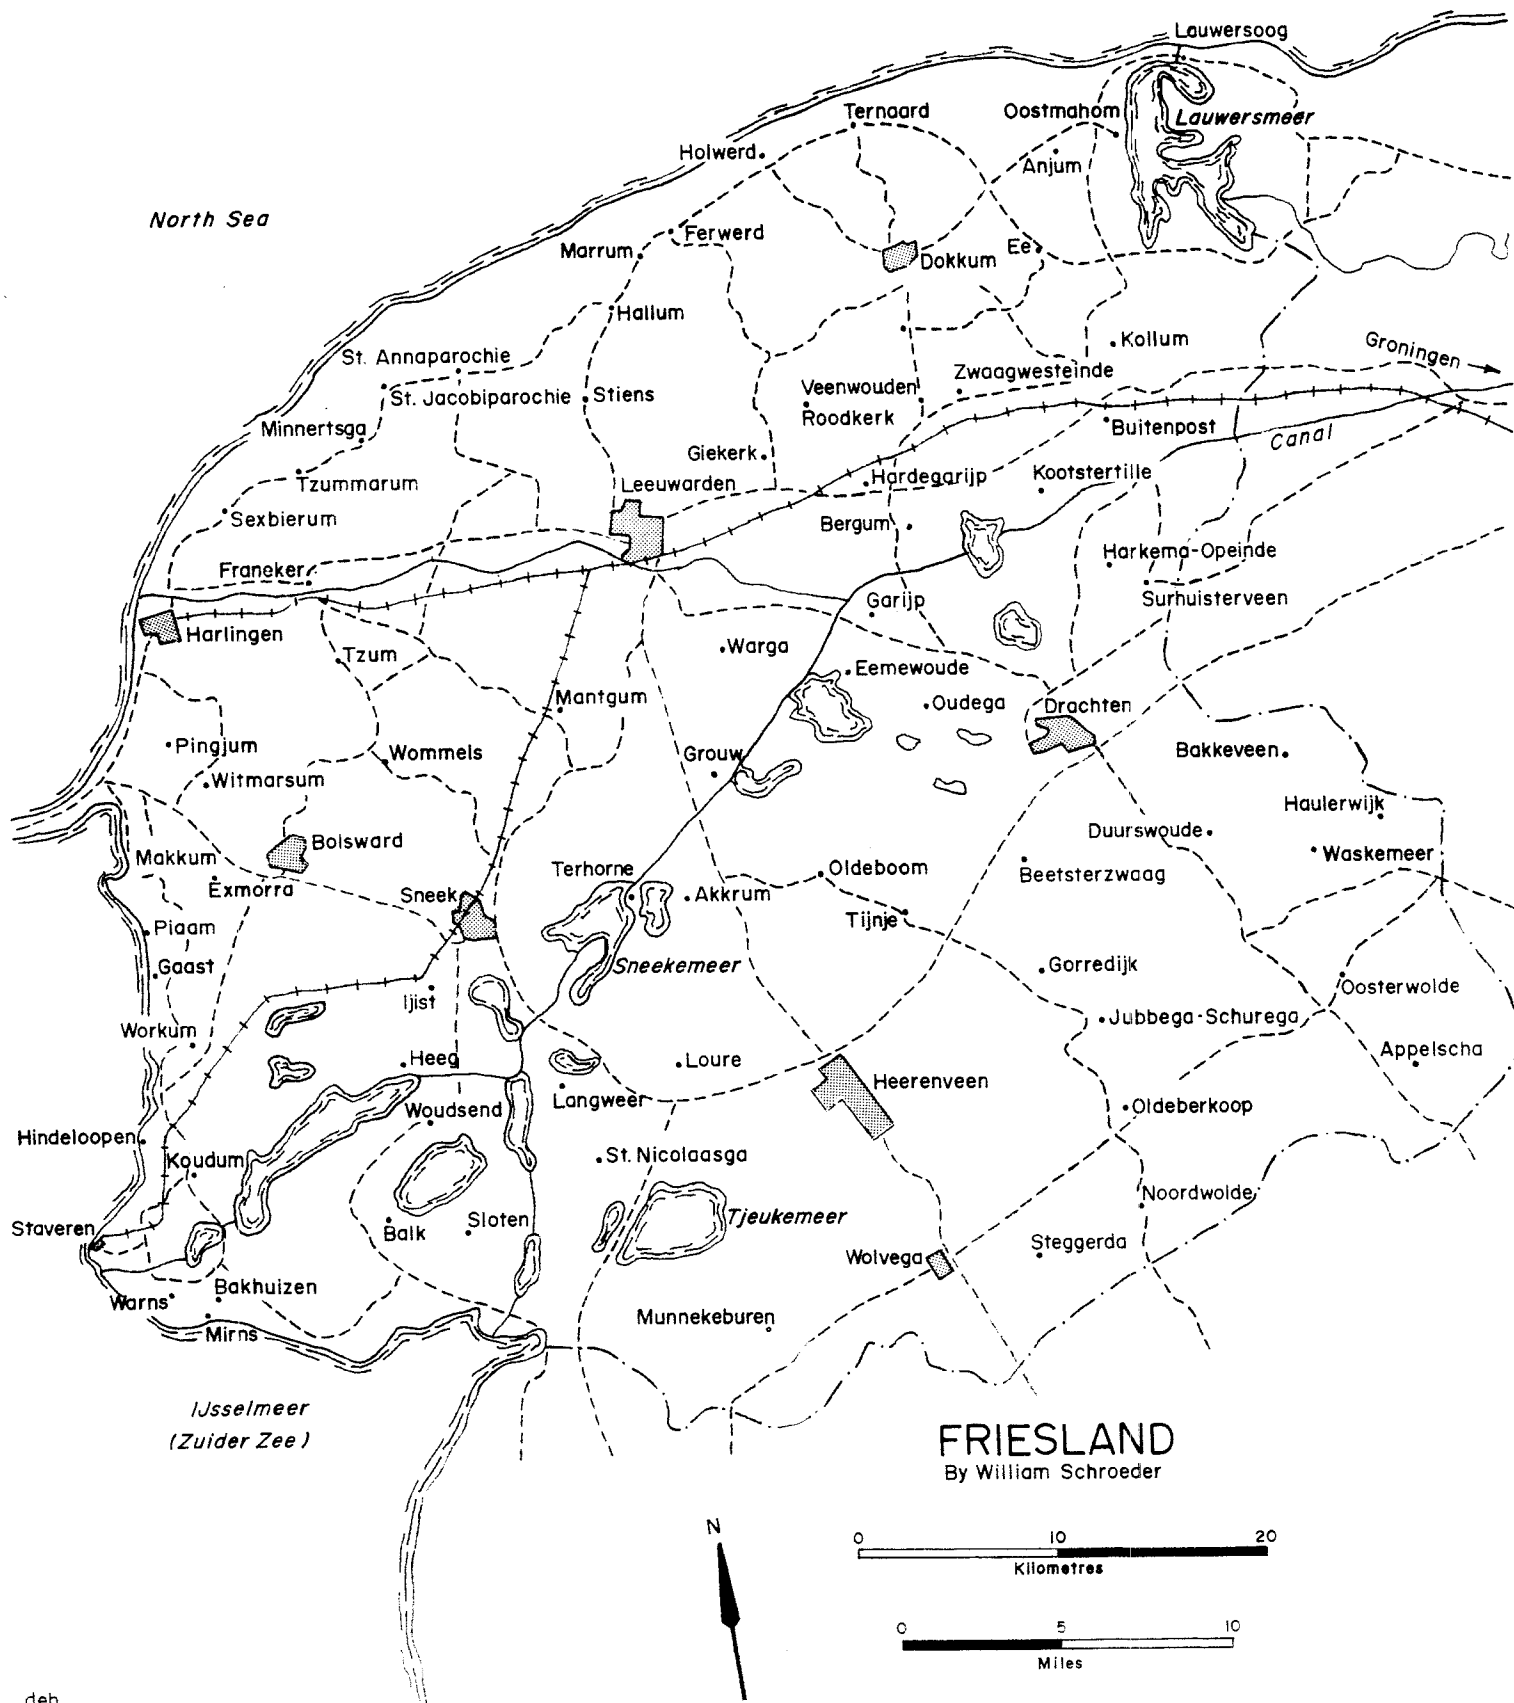 Lauwersoog
Ternaard
Oostmahom
Lauwersmeer
Holwerd
Anjum
North Sea
Ferwerd
Marrum
Ee
Dokkum
Hallum
Kollum
Groningen
St. Annaparochie
Zwaagwesteinde
St. Jacobiparochie
Stiens
Veenwouden
Roodkerk
Minnertsga
Buitenpost
Canal
Giekerk
Hardegarijp
Kootstertille
Tzummarum
Leeuwarden
Sexbierum
Bergum
Harkema-Opeinde
Franeker
Garijp
Surhuisterveen
Harlingen
Warga
Tzum
Eemewoude
Mantgum
Oudega
Drachten
Pingjum
Wommels
Grouw
Bakkeveen
Witmarsum
Haulerwijk
Duurswoude
Bolsward
Makkum
Terhorne
Oldeboom
Waskemeer
Exmorra
Sneek
Akkrum
Beetsterzwaag
Tijnje
Piaam
Gaast
Sneekemeer
Gorredijk
Ijist
Oosterwolde
Workum
Jubbega-Schurega
Heeg
Loure
Appelscha
Heerenveen
Langweer
Woudsend
Oldeberkoop
Hindeloopen
Koudum
St. Nicolaasga
Noordwolde
Staveren
Balk
Sloten
Tjeukemeer
Steggerda
Wolvega
Bakhuizen
Warns
Munnekeburen
Mirns
IJsselmeer
(Zuider Zee)
FRIESLAND
By William Schroeder
N
0 10 20
Kilometres
0 5 10
Miles
deh